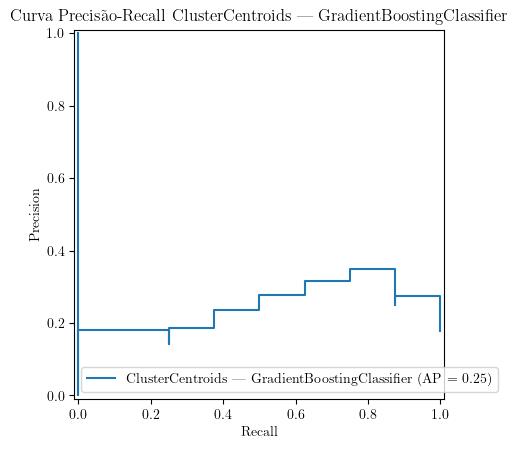 Curva Precisão-Recall ClusterCentroids — GradientBoostingClassifier
1.0
0.8
0.6
0.4
0.2
0.0
Precision
ClusterCentroids — GradientBoostingClassifier (AP = 0.25)
0.0 0.2 0.4 0.6 0.8 1.0
Recall